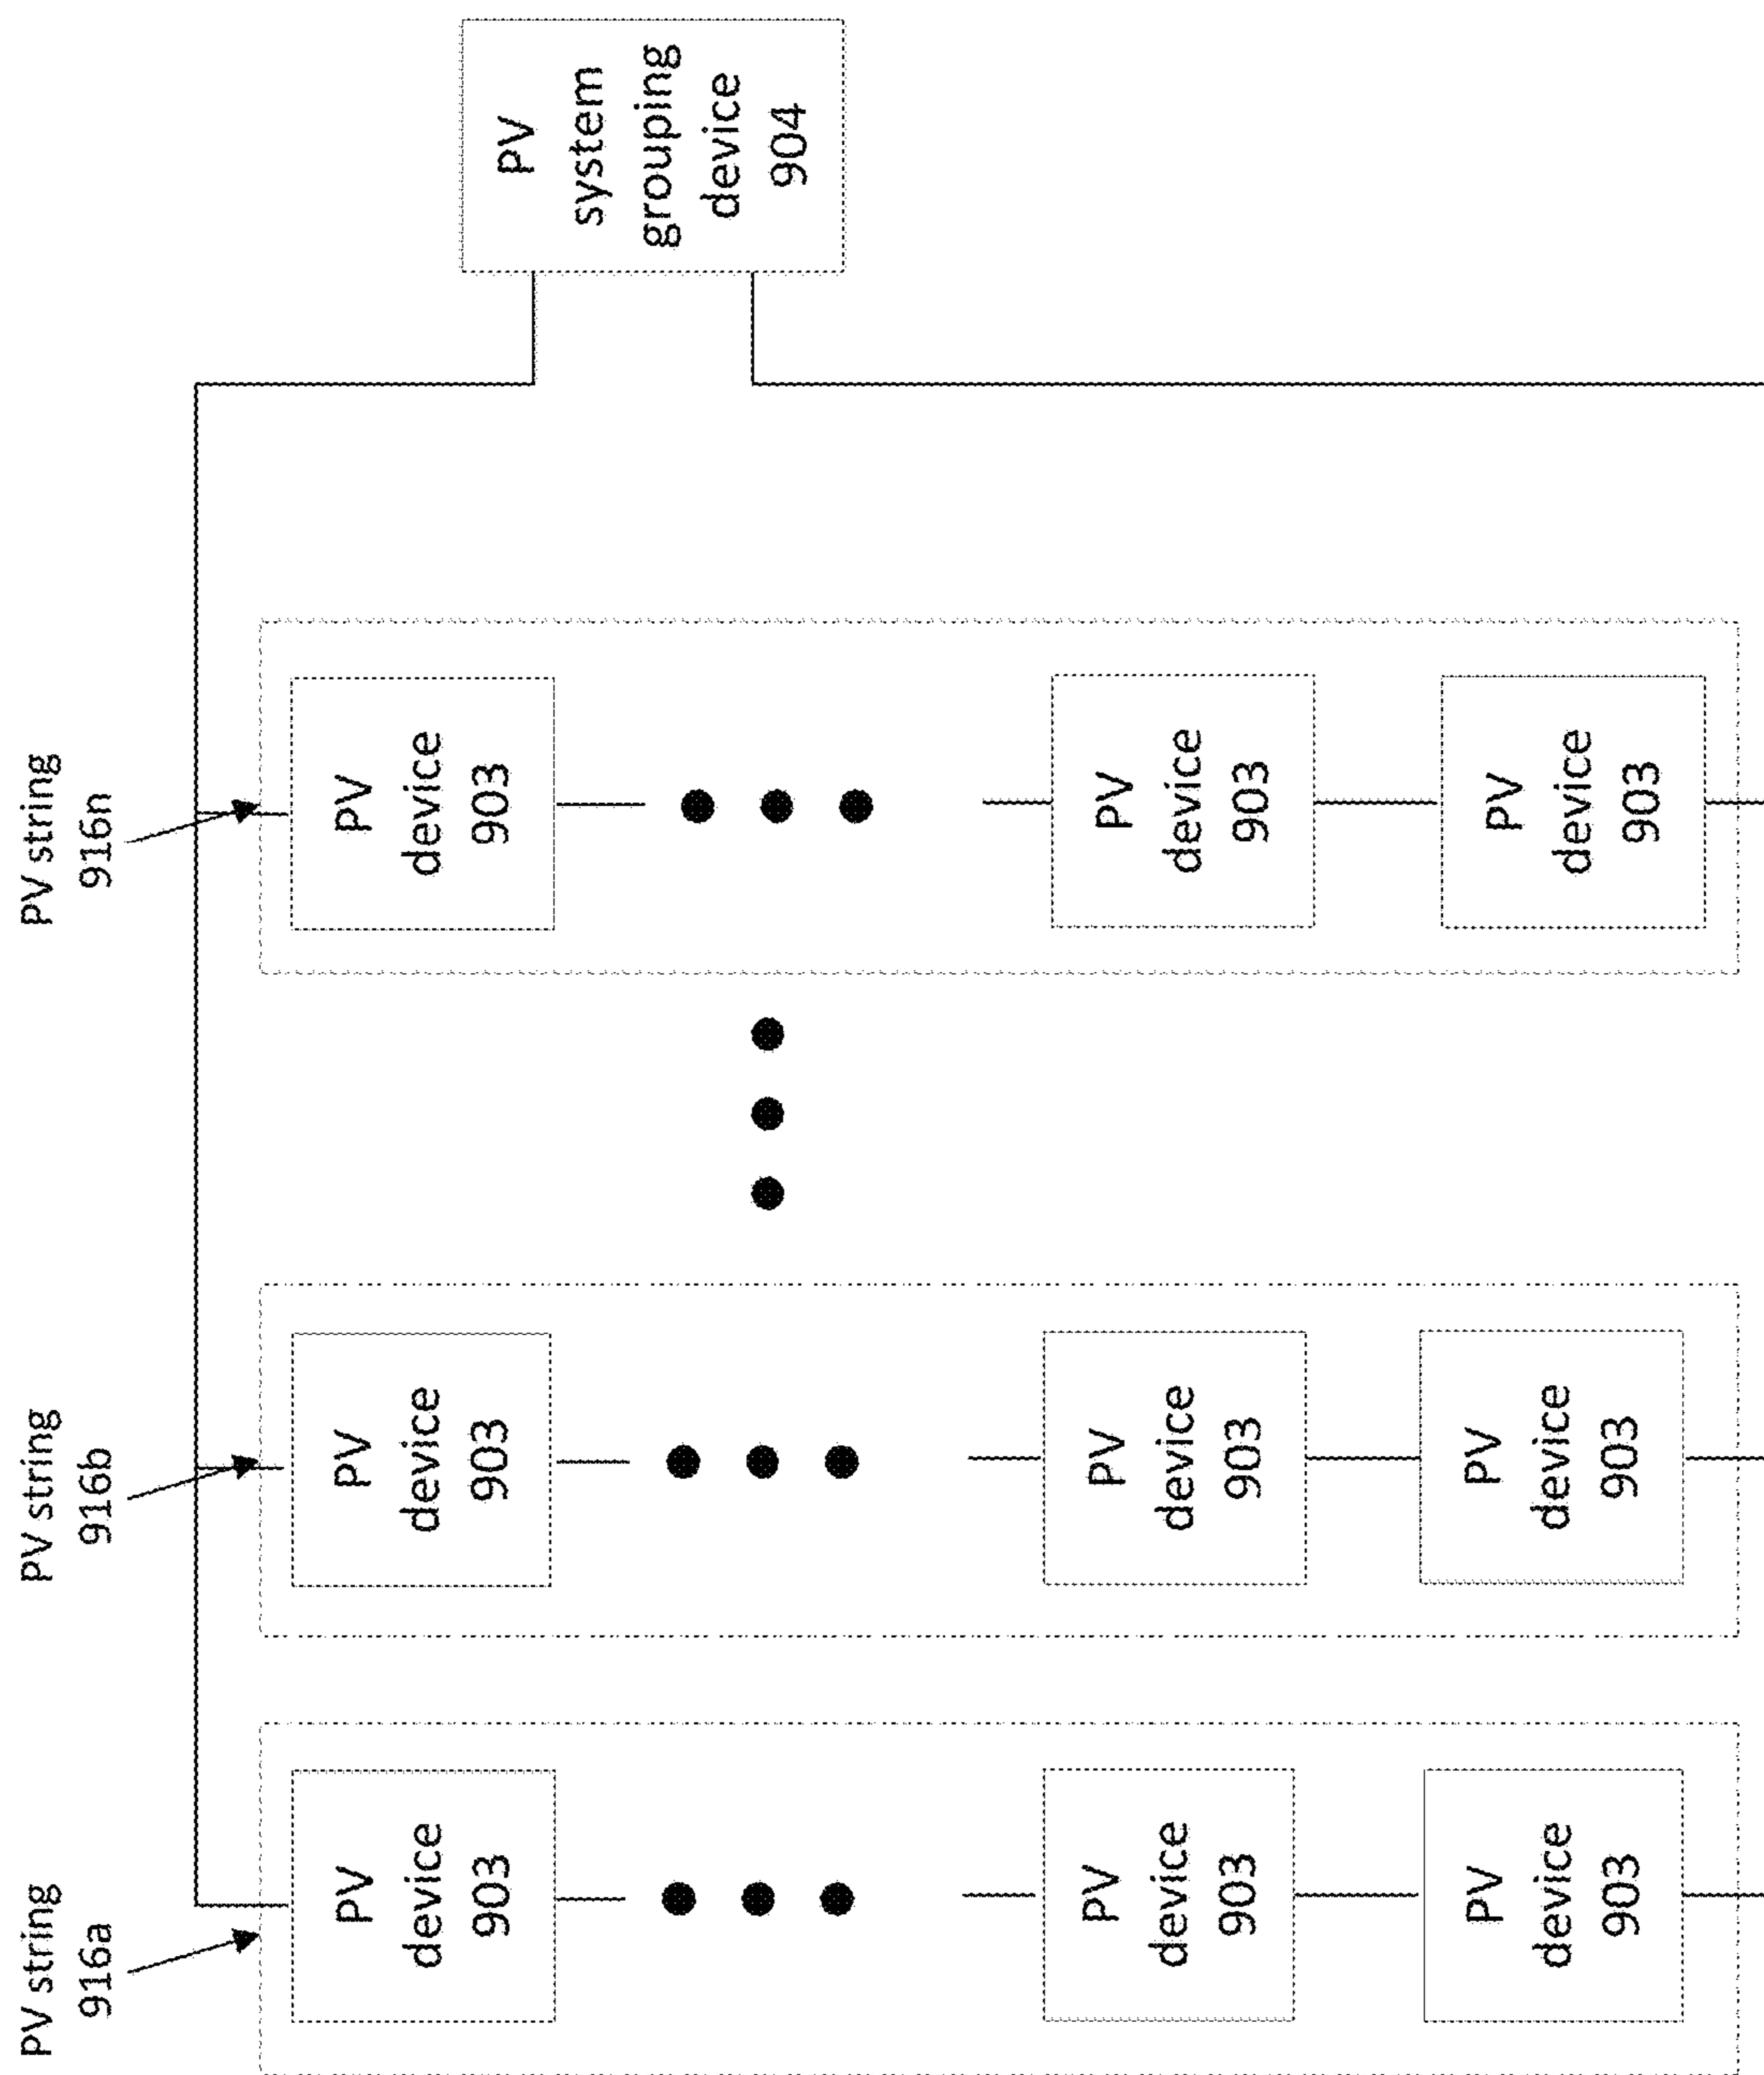 PV string
916a
PV string
916b
PV string
916n
PV
device
903
PV
device
903
PV
device
903
PV
system
grouping
device
904
PV
device
903
PV
device
903
PV
device
903
PV
device
903
PV
device
903
PV
device
903